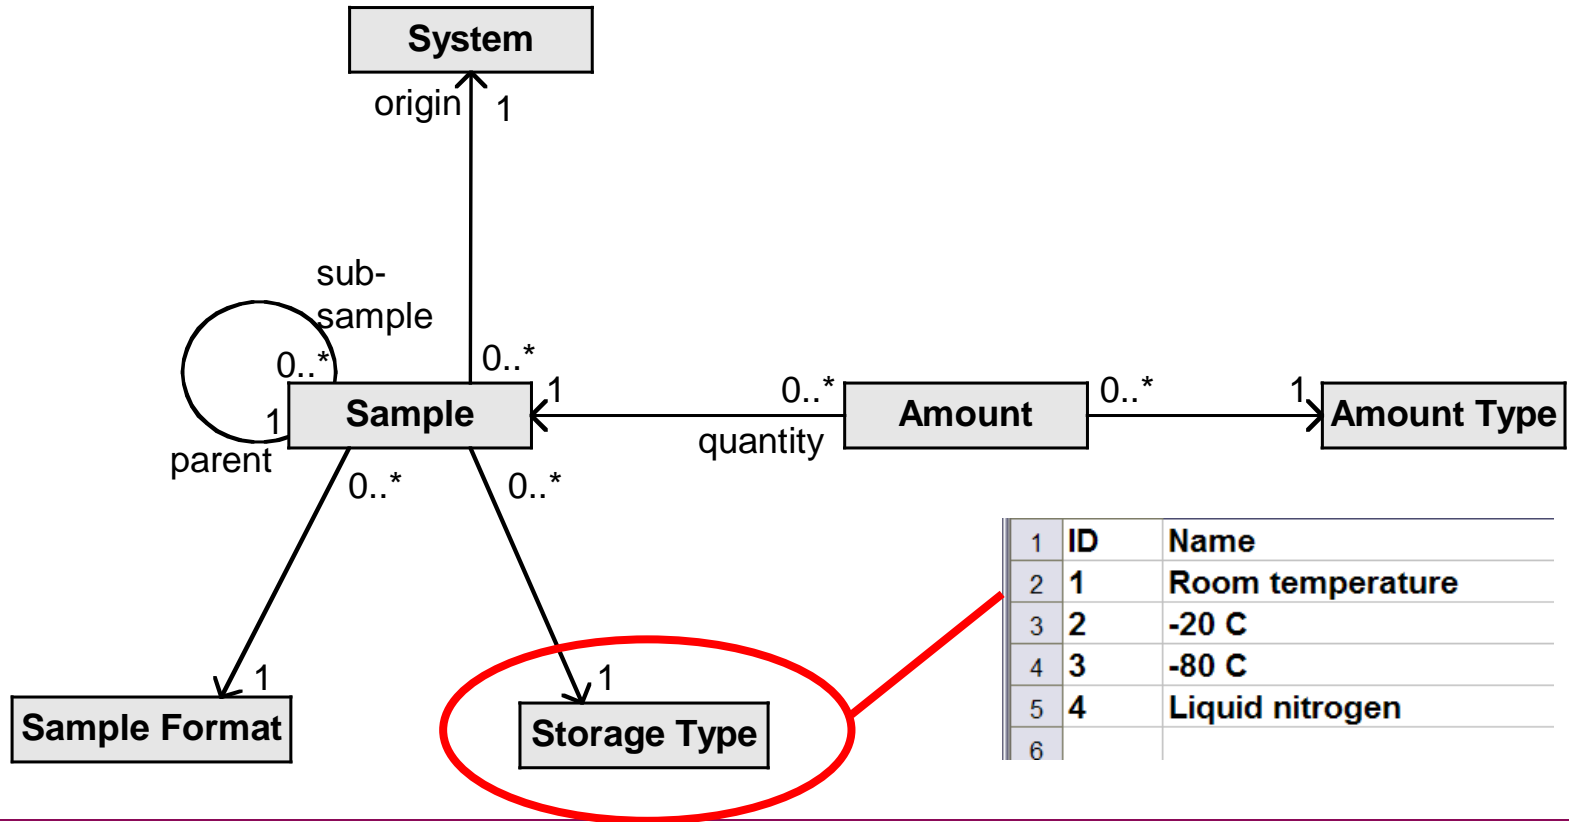 System
origin
1
sub-
sample
0..*
0..*
1
parent
Sample
1
0..*
quantity
Amount
0..*
1
Amount Type
0..*
0..*
1
Sample Format
1
Storage Type
1 ID Name
2 1 Room temperature
3 2 -20 C
4 3 -80 C
5 4 Liquid nitrogen
6